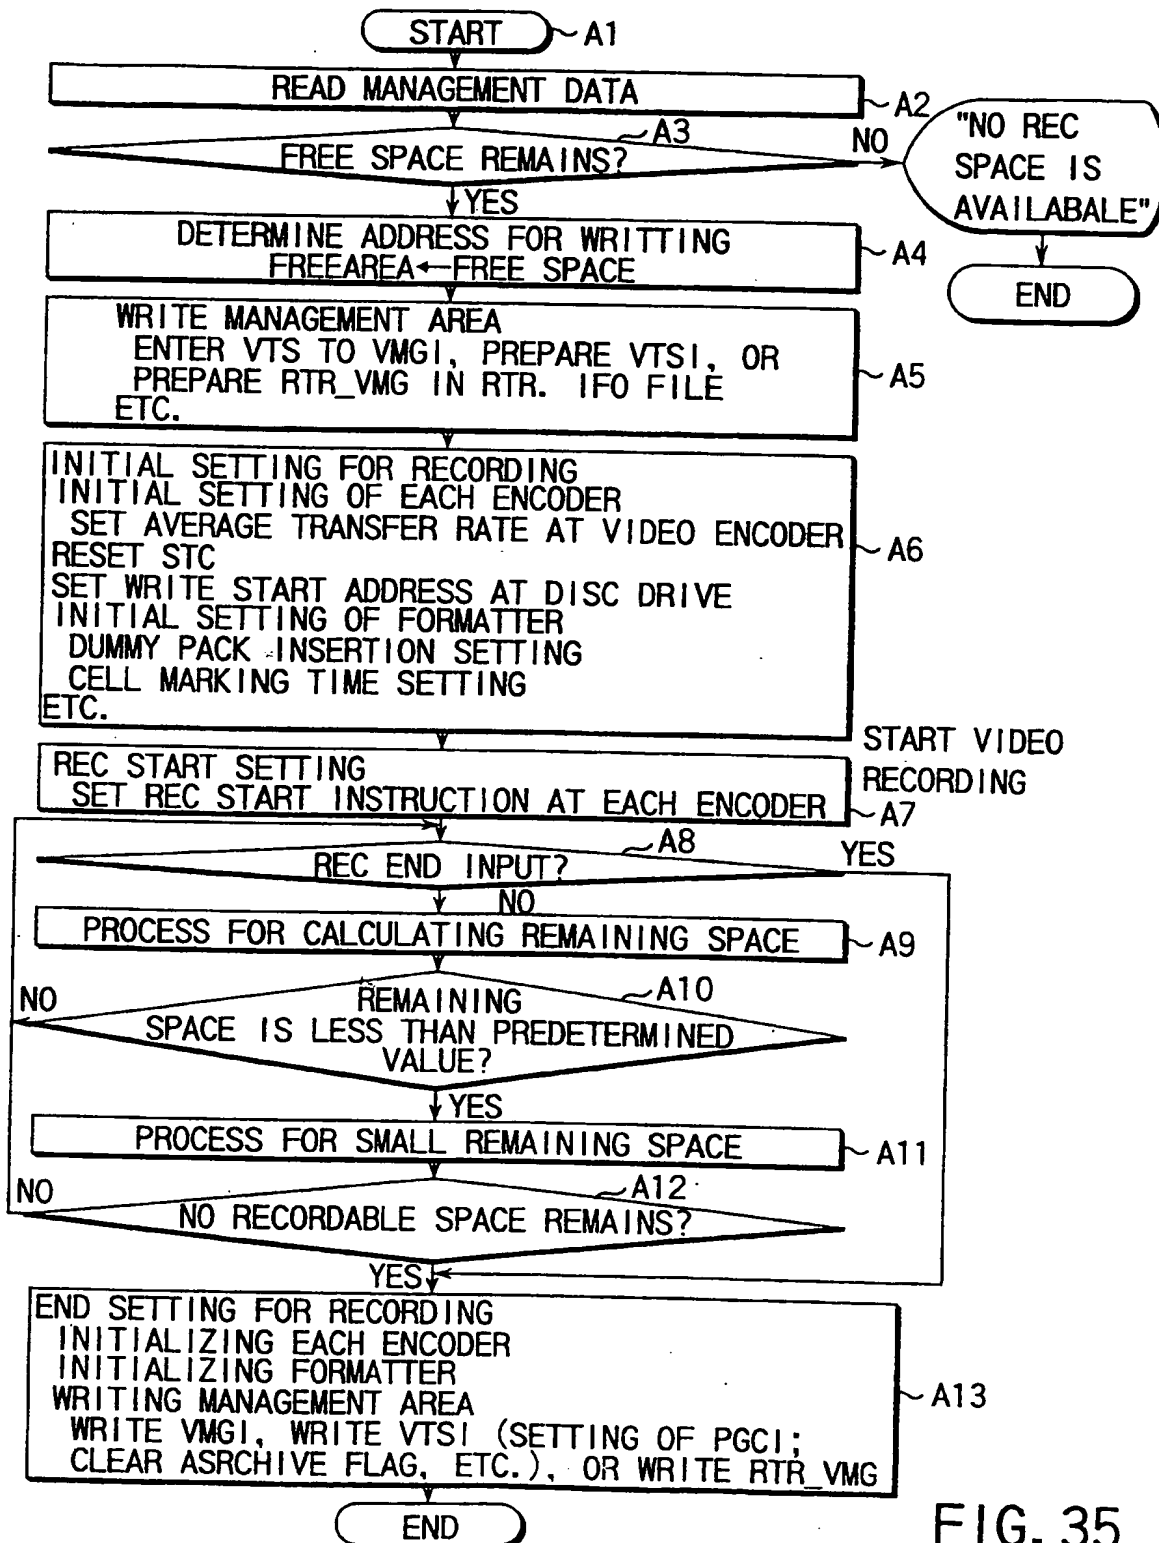 START
A1
READ MANAGEMENT DATA
A2
A3
FREE SPACE REMAINS?
NO
"NO REC
SPACE IS
AVAILABALE"
END
YES
DETERMINE ADDRESS FOR WRITTING
FREEAREA←FREE SPACE
A4
WRITE MANAGEMENT AREA
ENTER VTS TO VMGI, PREPARE VTSI, OR
PREPARE RTR_VMG IN RTR. IFO FILE
ETC.
A5
INITIAL SETTING FOR RECORDING
INITIAL SETTING OF EACH ENCODER
SET AVERAGE TRANSFER RATE AT VIDEO ENCODER
RESET STC
SET WRITE START ADDRESS AT DISC DRIVE
INITIAL SETTING OF FORMATTER
DUMMY PACK INSERTION SETTING
CELL MARKING TIME SETTING
ETC.
A6
START VIDEO
RECORDING
REC START SETTING
SET REC START INSTRUCTION AT EACH ENCODER
A7
A8
REC END INPUT?
YES
NO
PROCESS FOR CALCULATING REMAINING SPACE
A9
A10
NO
REMAINING
SPACE IS LESS THAN PREDETERMINED
VALUE?
YES
PROCESS FOR SMALL REMAINING SPACE
A11
A12
NO
NO RECORDABLE SPACE REMAINS?
YES
END SETTING FOR RECORDING
INITIALIZING EACH ENCODER
INITIALIZING FORMATTER
WRITING MANAGEMENT AREA
WRITE VMGI, WRITE VTSI (SETTING OF PGCI;
CLEAR ASRCHIVE FLAG, ETC.), OR WRITE RTR_VMG
A13
END
FIG. 35